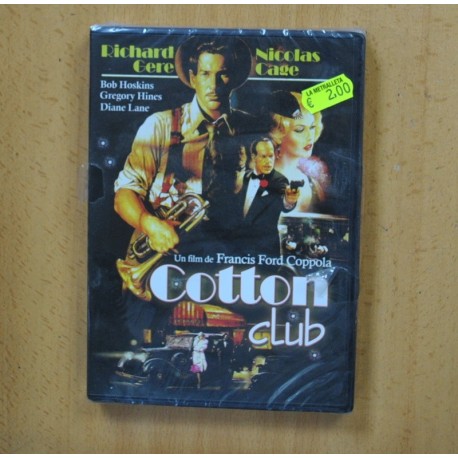 Richard
Gere
Nicolas
Cage
Bob Hoskins
Gregory Hines
Diane Lane
LA METRALLETA
€ 2,00
Un film de Francis Ford Coppola
Cotton
club